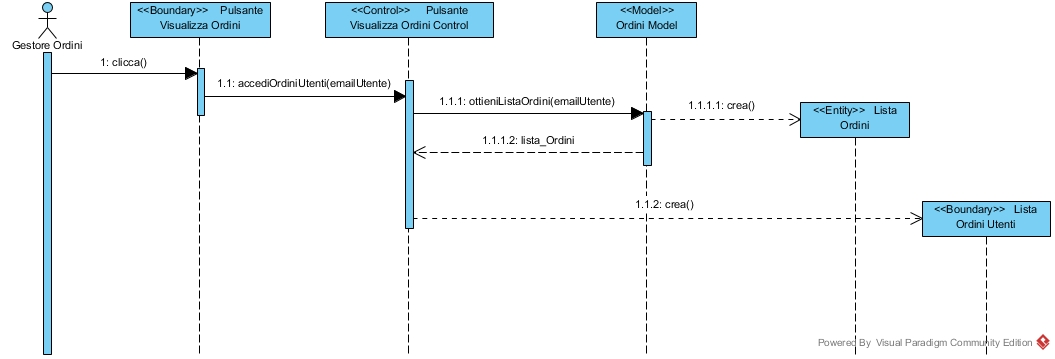 <<Boundary>> Pulsante
Visualizza Ordini
<<Control>> Pulsante
Visualizza Ordini Control
<<Model>>
Ordini Model
Gestore Ordini
1: clicca()
1.1: accediOrdiniUtenti(emailUtente)
1.1.1: ottieniListaOrdini(emailUtente)
1.1.1.1: crea()
<<Entity>> Lista
Ordini
1.1.1.2: lista_Ordini
1.1.2: crea()
<<Boundary>> Lista
Ordini Utenti
Powered By Visual Paradigm Community Edition